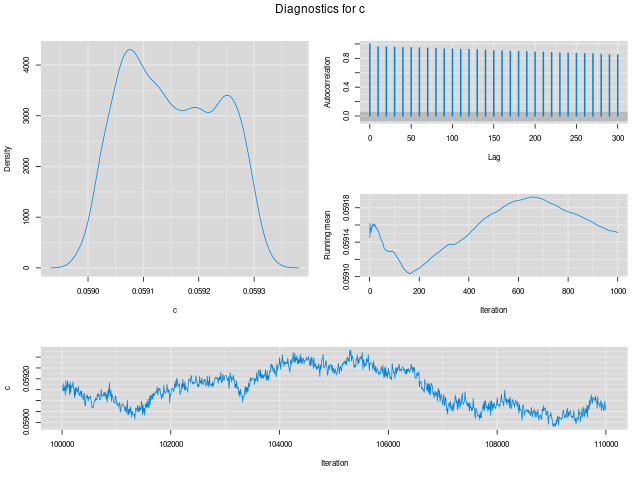 Diagnostics for c
Density
0 1000 2000 3000 4000
0.0590 0.0591 0.0592 0.0593
c
Autocorrelation
0.0 0.4 0.8
0 50 100 150 200 250 300
Lag
Running mean
0.05910 0.05914 0.05918
0 200 400 600 800 1000
Iteration
c
0.05900 0.05920
100000 102000 104000 106000 108000 110000
Iteration